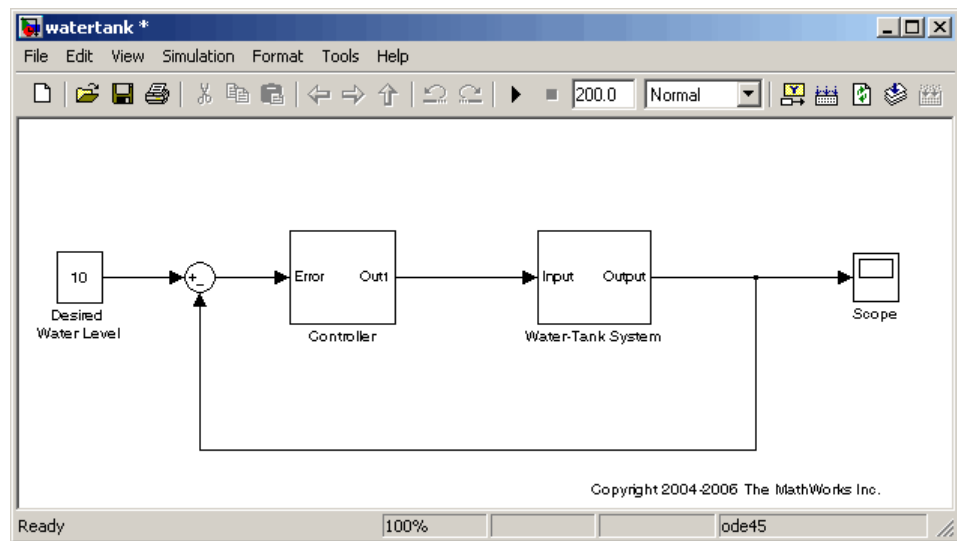 watertank *
File Edit View Simulation Format Tools Help
200.0 Normal
10
+
-
Error Out1
Input Output
Desired
Water Level
Controller
Water-Tank System
Scope
Copyright 2004-2006 The MathWorks Inc.
Ready 100% ode45